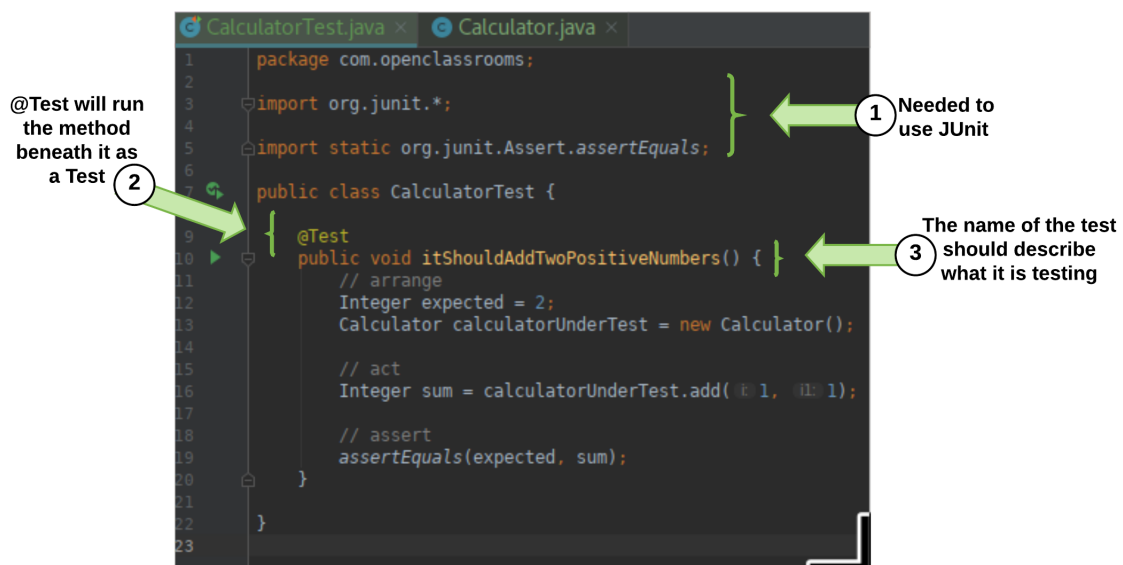 CalculatorTest.java × Calculator.java ×
1 package com.openclassrooms;
2
3 import org.junit.*;
4
5 import static org.junit.Assert.assertEquals;
6
7 public class CalculatorTest {
9 @Test
10 public void itShouldAddTwoPositiveNumbers() {
11 // arrange
12 Integer expected = 2;
13 Calculator calculatorUnderTest = new Calculator();
14
15 // act
16 Integer sum = calculatorUnderTest.add( i: 1, i1: 1);
17
18 // assert
19 assertEquals(expected, sum);
20 }
21
22 }
23
1
Needed to
use JUnit
@Test will run
the method
beneath it as
a Test
2
The name of the test
should describe
what it is testing
3